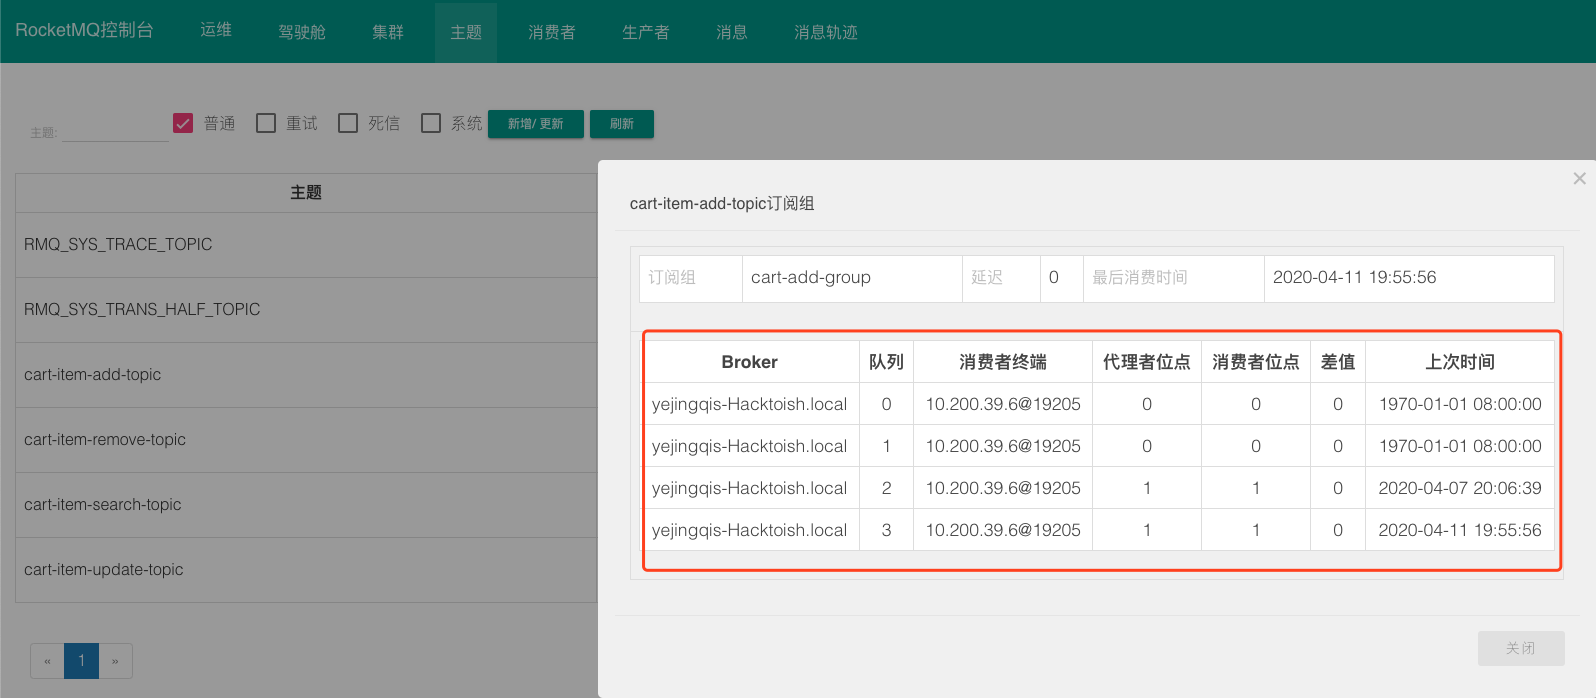 RocketMQ控制台 运维 驾驶舱 集群 主题 消费者 生产者 消息 消息轨迹
主题: 普通 重试 死信 系统 新增/ 更新 刷新
主题
RMQ_SYS_TRACE_TOPIC
RMQ_SYS_TRANS_HALF_TOPIC
cart-item-add-topic
cart-item-remove-topic
cart-item-search-topic
cart-item-update-topic
« 1 »
×
cart-item-add-topic订阅组
订阅组 cart-add-group 延迟 0 最后消费时间 2020-04-11 19:55:56
Broker 队列 消费者终端 代理者位点 消费者位点 差值 上次时间
yejingqis-Hacktoish.local 0 10.200.39.6@19205 0 0 0 1970-01-01 08:00:00
yejingqis-Hacktoish.local 1 10.200.39.6@19205 0 0 0 1970-01-01 08:00:00
yejingqis-Hacktoish.local 2 10.200.39.6@19205 1 1 0 2020-04-07 20:06:39
yejingqis-Hacktoish.local 3 10.200.39.6@19205 1 1 0 2020-04-11 19:55:56
关闭